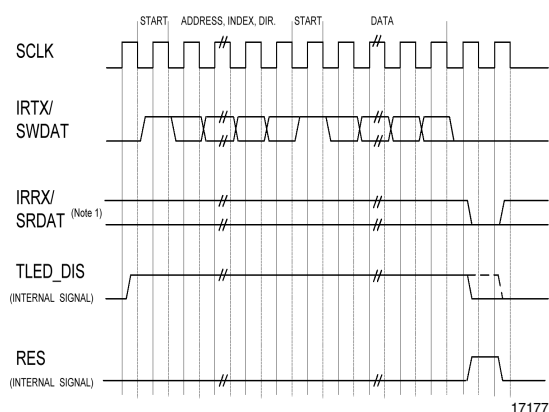 START
ADDRESS, INDEX, DIR.
START
DATA
SCLK
IRTX/
SWDAT
IRRX/
SRDAT (Note 1)
TLED_DIS
(INTERNAL SIGNAL)
RES
(INTERNAL SIGNAL)
17177